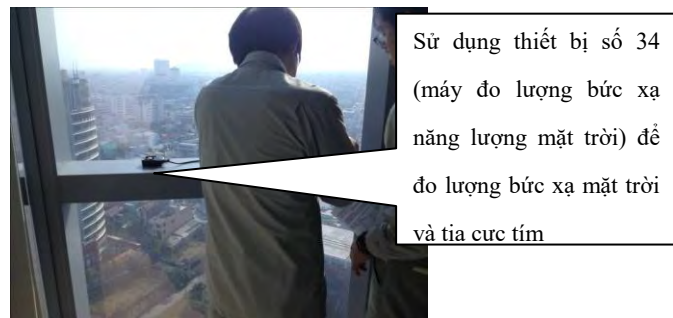 Sử dụng thiết bị số 34
(máy đo lượng bức xạ
năng lượng mặt trời) để
đo lượng bức xạ mặt trời
và tia cực tím